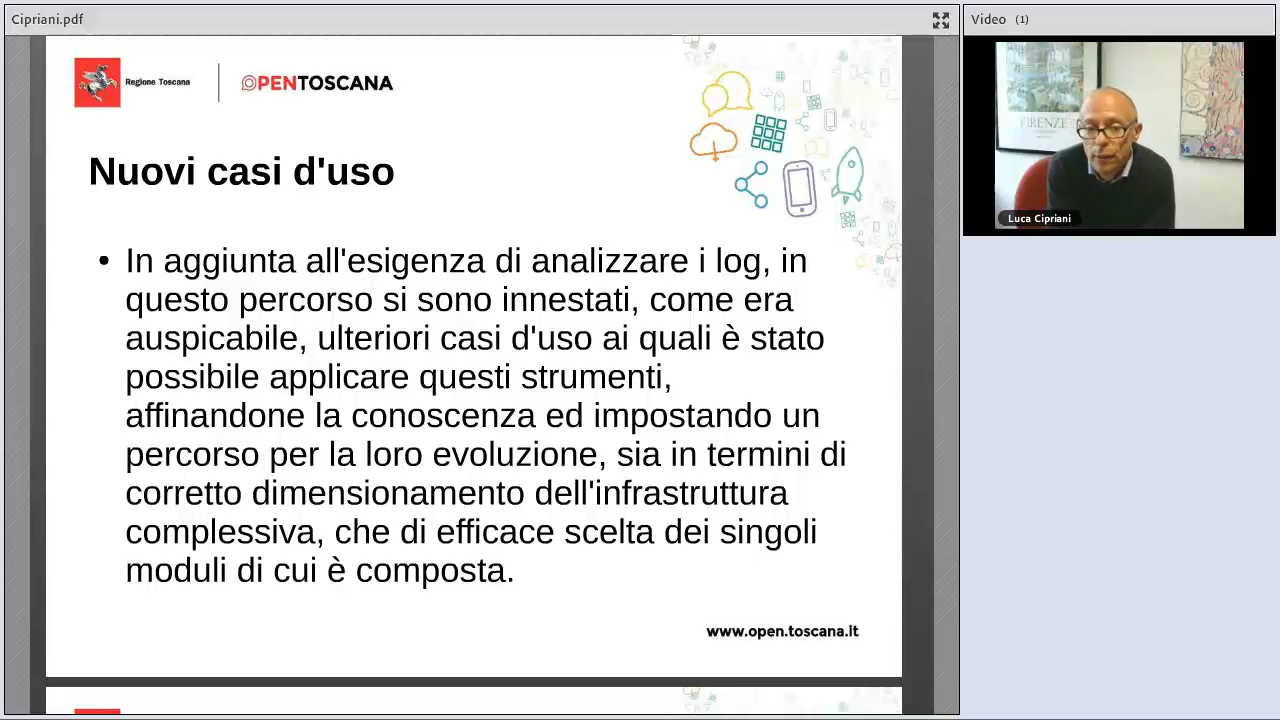 Cipriani.pdf
Video (1)
Regione Toscana
OPENTOSCANA
FIRENZE
Luca Cipriani
Nuovi casi d'uso
• In aggiunta all'esigenza di analizzare i log, in
questo percorso si sono innestati, come era
auspicabile, ulteriori casi d'uso ai quali è stato
possibile applicare questi strumenti,
affinandone la conoscenza ed impostando un
percorso per la loro evoluzione, sia in termini di
corretto dimensionamento dell'infrastruttura
complessiva, che di efficace scelta dei singoli
moduli di cui è composta.
www.open.toscana.it